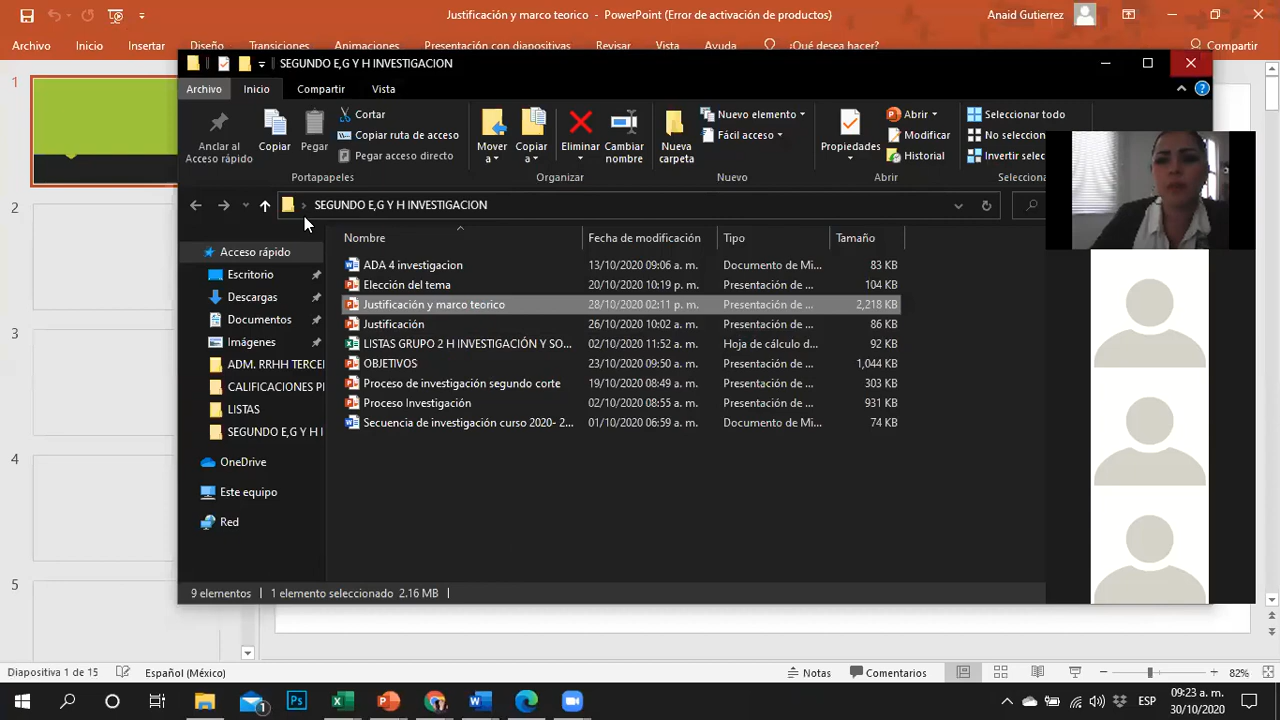 Justificación y marco teorico - PowerPoint (Error de activación de productos)
Anaid Gutierrez
Archivo Inicio Insertar Diseño Transiciones Animaciones Presentación con diapositivas Revisar Vista Ayuda ¿Qué desea hacer? Compartir
SEGUNDO E,G Y H INVESTIGACION
Archivo Inicio Compartir Vista
Anclar al Acceso rápido
Copiar
Pegar
Cortar
Copiar ruta de acceso
Pegar acceso directo
Portapapeles
Mover a
Copiar a
Eliminar
Cambiar nombre
Organizar
Nueva carpeta
Nuevo elemento
Fácil acceso
Nuevo
Propiedades
Abrir
Modificar
Historial
Abrir
Seleccionar todo
No seleccion
Invertir selec
Selecciona
SEGUNDO E,G Y H INVESTIGACION
Nombre Fecha de modificación Tipo Tamaño
Acceso rápido
Escritorio
Descargas
Documentos
Imágenes
ADM. RRHH TERCE
CALIFICACIONES PI
LISTAS
SEGUNDO E,G Y H I
OneDrive
Este equipo
Red
ADA 4 investigacion 13/10/2020 09:06 a. m. Documento de Mi... 83 KB
Elección del tema 20/10/2020 10:19 p. m. Presentación de ... 104 KB
Justificación y marco teorico 28/10/2020 02:11 p. m. Presentación de ... 2,218 KB
Justificación 26/10/2020 10:02 a. m. Presentación de ... 86 KB
LISTAS GRUPO 2 H INVESTIGACIÓN Y SO... 02/10/2020 11:52 a. m. Hoja de cálculo d... 92 KB
OBJETIVOS 23/10/2020 09:50 a. m. Presentación de ... 1,044 KB
Proceso de investigación segundo corte 19/10/2020 08:49 a. m. Presentación de ... 303 KB
Proceso Investigación 02/10/2020 08:55 a. m. Presentación de ... 931 KB
Secuencia de investigación curso 2020- 2... 01/10/2020 06:59 a. m. Documento de Mi... 74 KB
9 elementos 1 elemento seleccionado 2.16 MB
1
2
3
4
5
Diapositiva 1 de 15 Español (México) Notas Comentarios 82%
1
ESP
09:23 a. m.
30/10/2020